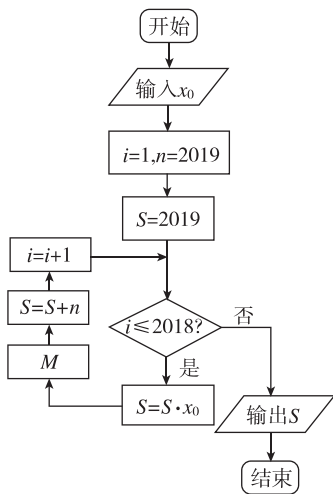 开始
输入x₀
i=1,n=2019
S=2019
i=i+1
S=S+n
i≤2018?
否
是
M
S=S·x₀
输出S
结束